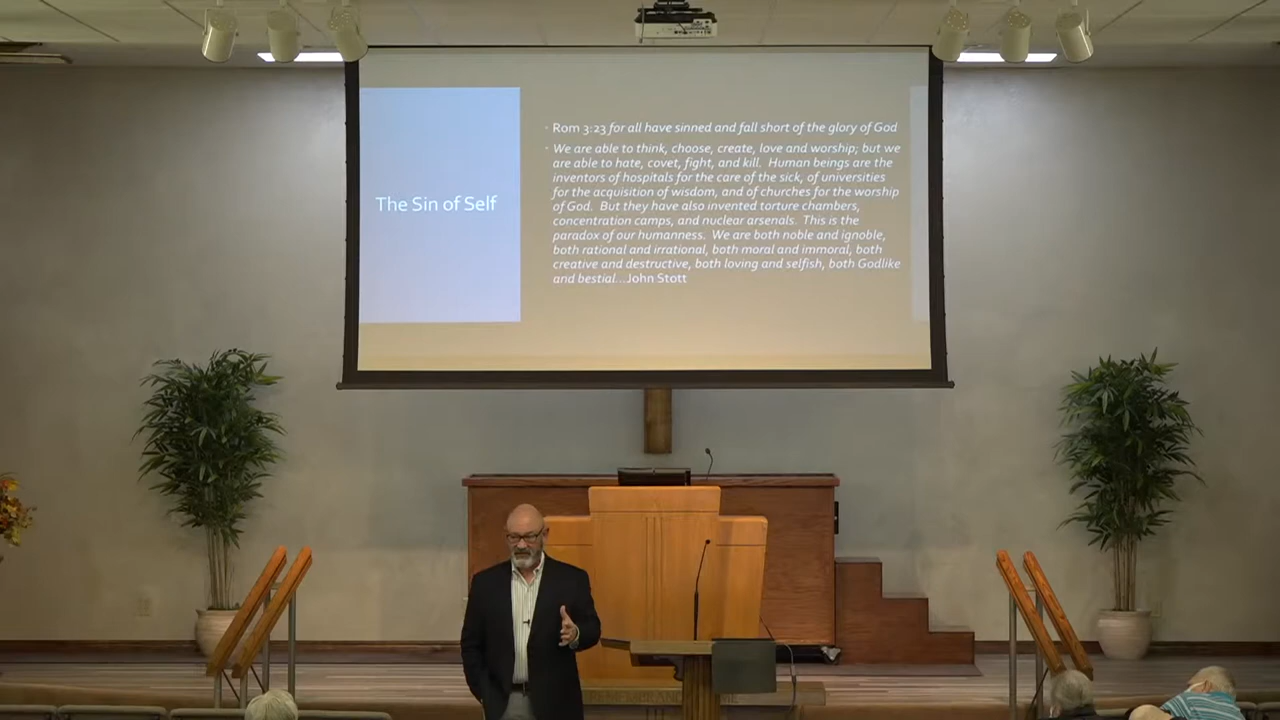 The Sin of Self
Rom 3:23 for all have sinned and fall short of the glory of God
We are able to think, choose, create, love and worship; but we
are able to hate, covet, fight, and kill. Human beings are the
inventors of hospitals for the care of the sick, of universities
for the acquisition of wisdom, and of churches for the worship
of God. But they have also invented torture chambers,
concentration camps, and nuclear arsenals. This is the
paradox of our humanness. We are both noble and ignoble,
both rational and irrational, both moral and immoral, both
creative and destructive, both loving and selfish, both Godlike
and bestial...John Stott